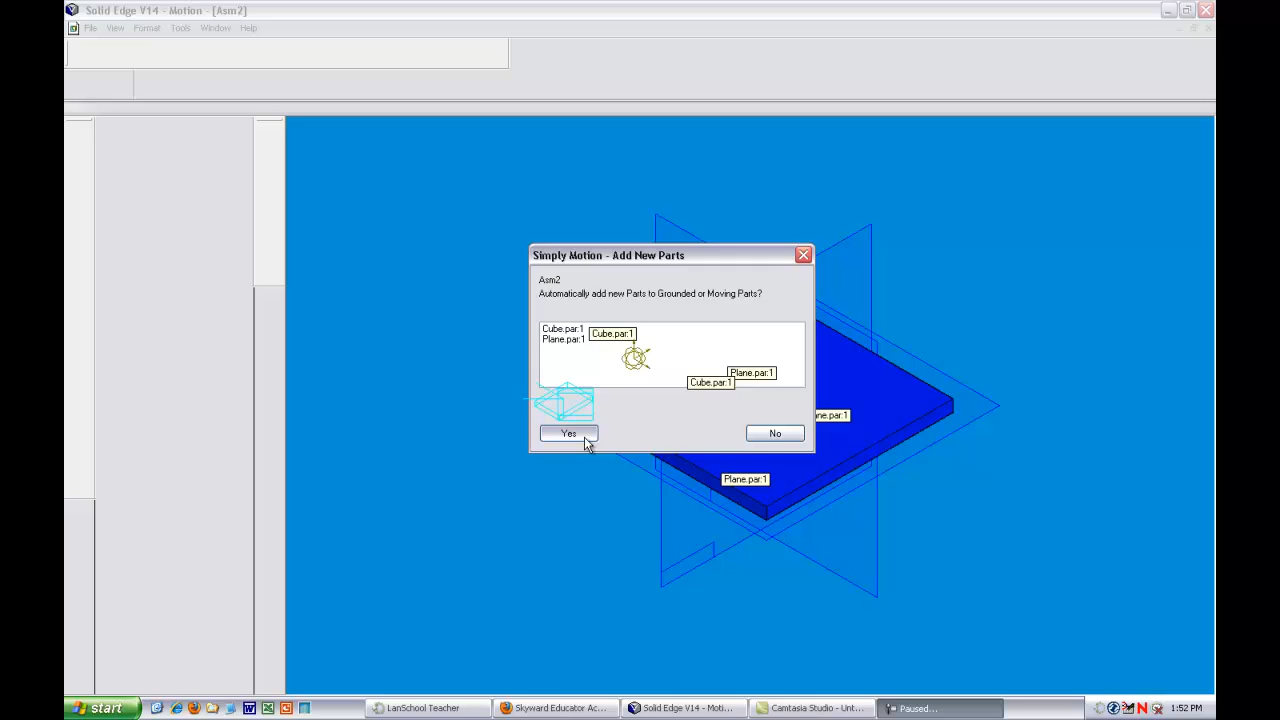 Solid Edge V14 - Motion - [Asm2]
File View Format Tools Window Help
Simply Motion - Add New Parts
Asm2
Automatically add new Parts to Grounded or Moving Parts?
Cube.par:1
Cube.par:1
Plane.par:1
Plane.par:1
Cube.par:1
ane.par:1
Yes
No
Plane.par:1
start
LanSchool Teacher
Skyward Educator Ac...
Solid Edge V14 - Moti...
Camtasia Studio - Unt...
Paused...
1:52 PM